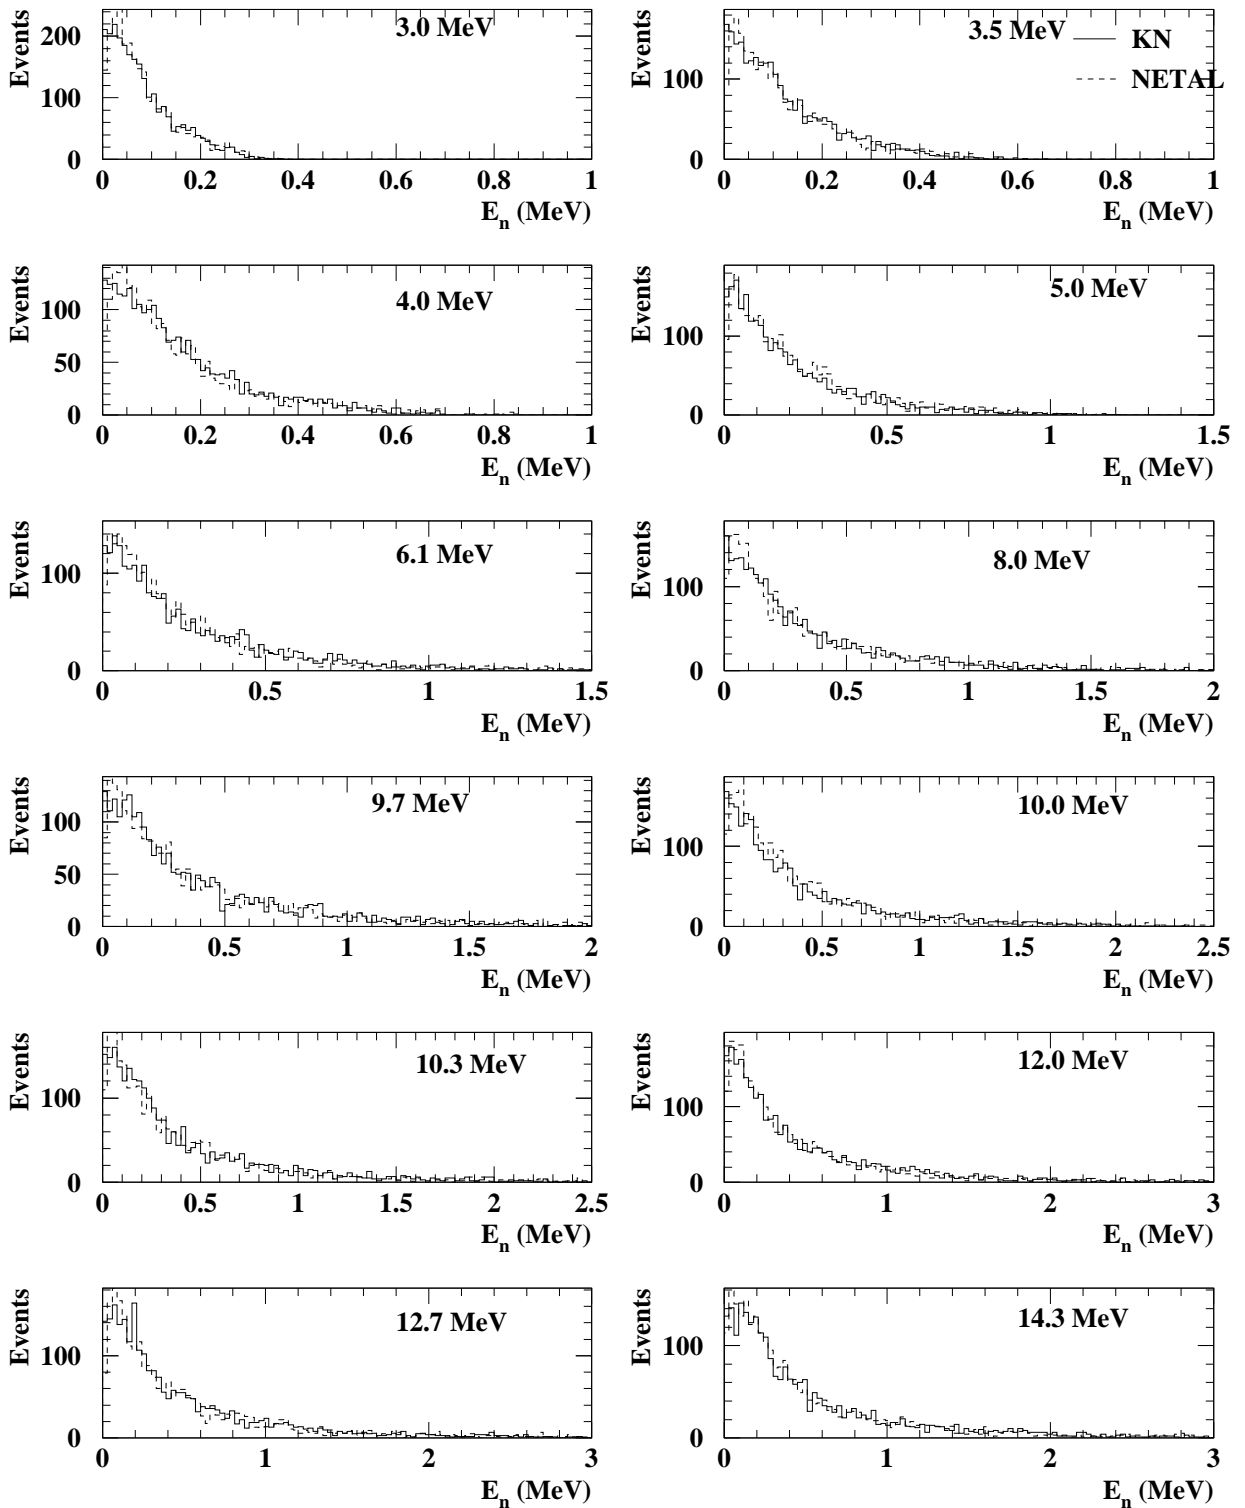 Events
200
100
0
3.0 MeV
0 0.2 0.4 0.6 0.8 1
E_n (MeV)
Events
100
0
3.5 MeV
KN
NETAL
0 0.2 0.4 0.6 0.8 1
E_n (MeV)
Events
100
50
0
4.0 MeV
0 0.2 0.4 0.6 0.8 1
E_n (MeV)
Events
100
0
5.0 MeV
0 0.5 1 1.5
E_n (MeV)
Events
100
0
6.1 MeV
0 0.5 1 1.5
E_n (MeV)
Events
100
0
8.0 MeV
0 0.5 1 1.5 2
E_n (MeV)
Events
100
50
0
9.7 MeV
0 0.5 1 1.5 2
E_n (MeV)
Events
100
0
10.0 MeV
0 0.5 1 1.5 2 2.5
E_n (MeV)
Events
100
0
10.3 MeV
0 0.5 1 1.5 2 2.5
E_n (MeV)
Events
100
0
12.0 MeV
0 1 2 3
E_n (MeV)
Events
100
0
12.7 MeV
0 1 2 3
E_n (MeV)
Events
100
0
14.3 MeV
0 1 2 3
E_n (MeV)